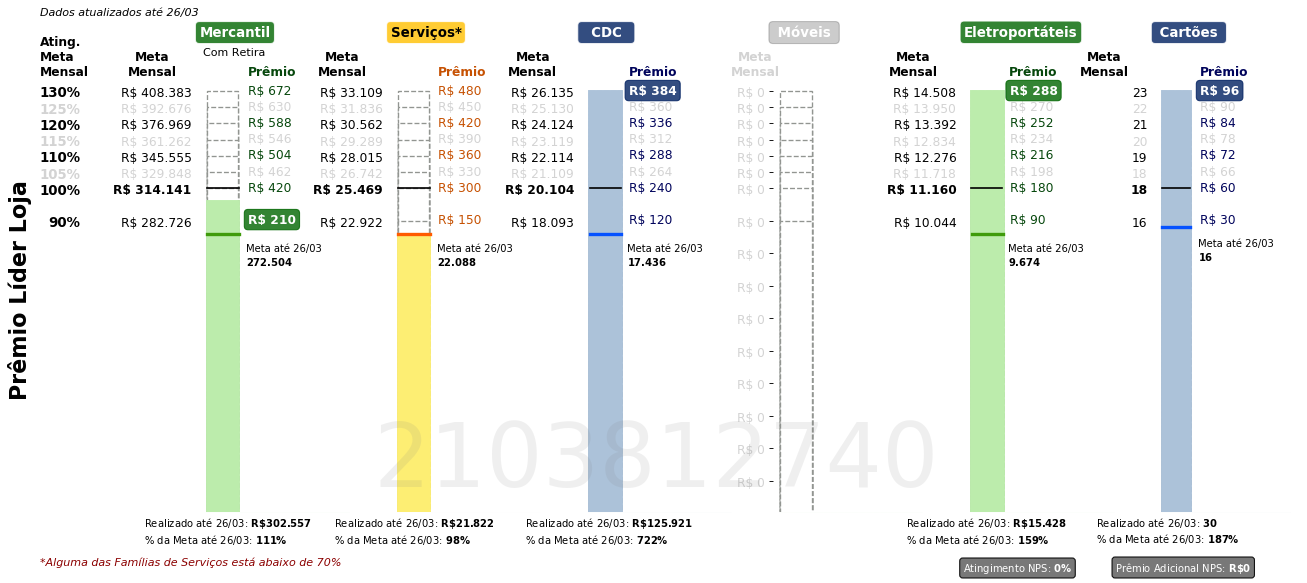 Dados atualizados até 26/03
Mercantil
Serviços*
CDC
Móveis
Eletroportáteis
Cartões
Com Retira
Ating. Meta Mensal
Meta Mensal
Prêmio
Meta Mensal
Prêmio
Meta Mensal
Prêmio
Meta Mensal
Meta Mensal
Prêmio
Meta Mensal
Prêmio
130% R$ 408.383 R$ 672 R$ 33.109 R$ 480 R$ 26.135 R$ 384 R$ 0 R$ 14.508 R$ 288 23 R$ 96
125% R$ 392.676 R$ 630 R$ 31.836 R$ 450 R$ 25.130 R$ 360 R$ 0 R$ 13.950 R$ 270 22 R$ 90
120% R$ 376.969 R$ 588 R$ 30.562 R$ 420 R$ 24.124 R$ 336 R$ 0 R$ 13.392 R$ 252 21 R$ 84
115% R$ 361.262 R$ 546 R$ 29.289 R$ 390 R$ 23.119 R$ 312 R$ 0 R$ 12.834 R$ 234 20 R$ 78
110% R$ 345.555 R$ 504 R$ 28.015 R$ 360 R$ 22.114 R$ 288 R$ 0 R$ 12.276 R$ 216 19 R$ 72
105% R$ 329.848 R$ 462 R$ 26.742 R$ 330 R$ 21.109 R$ 264 R$ 0 R$ 11.718 R$ 198 18 R$ 66
100% R$ 314.141 R$ 420 R$ 25.469 R$ 300 R$ 20.104 R$ 240 R$ 0 R$ 11.160 R$ 180 18 R$ 60
90% R$ 282.726 R$ 210 R$ 22.922 R$ 150 R$ 18.093 R$ 120 R$ 0 R$ 10.044 R$ 90 16 R$ 30
Meta até 26/03
272.504
Meta até 26/03
22.088
Meta até 26/03
17.436
Meta até 26/03
9.674
Meta até 26/03
16
R$ 0
R$ 0
R$ 0
R$ 0
R$ 0
R$ 0
R$ 0
R$ 0
Prêmio Líder Loja
2103812740
Realizado até 26/03: R$302.557
% da Meta até 26/03: 111%
Realizado até 26/03: R$21.822
% da Meta até 26/03: 98%
Realizado até 26/03: R$125.921
% da Meta até 26/03: 722%
Realizado até 26/03: R$15.428
% da Meta até 26/03: 159%
Realizado até 26/03: 30
% da Meta até 26/03: 187%
*Alguma das Famílias de Serviços está abaixo de 70%
Atingimento NPS: 0%
Prêmio Adicional NPS: R$0